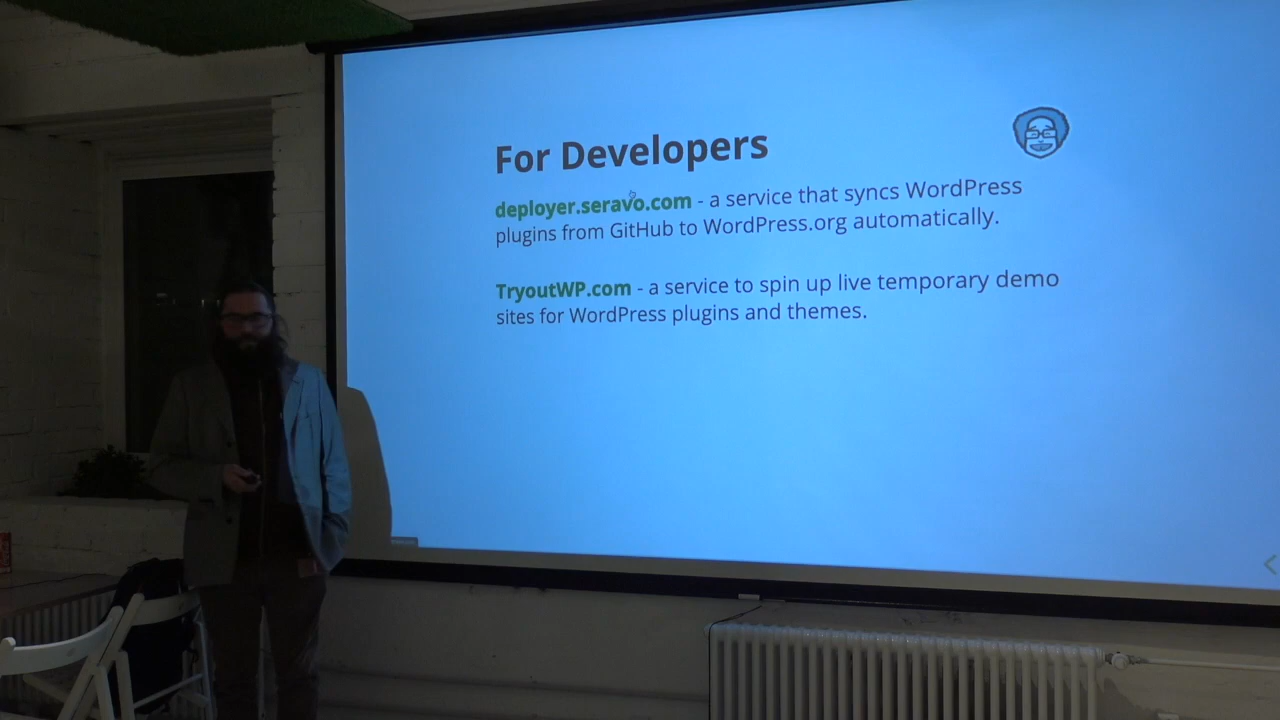 For Developers
deployer.seravo.com - a service that syncs WordPress
plugins from GitHub to WordPress.org automatically.
TryoutWP.com - a service to spin up live temporary demo
sites for WordPress plugins and themes.